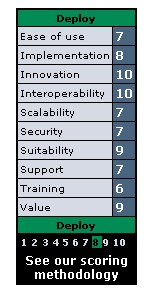 Deploy
Ease of use 7
Implementation 8
Innovation 10
Interoperability 10
Scalability 7
Security 7
Suitability 9
Support 7
Training 6
Value 9
Deploy
1 2 3 4 5 6 7 8 9 10
See our scoring
methodology